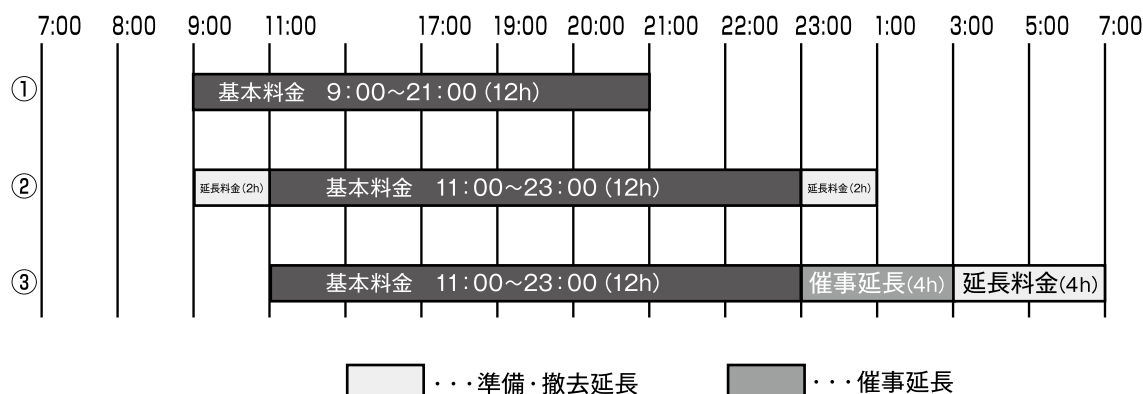 7:00 8:00 9:00 11:00 17:00 19:00 20:00 21:00 22:00 23:00 1:00 3:00 5:00 7:00
① 基本料金 9:00〜21:00(12h)
② 延長料金(2h) 基本料金 11:00〜23:00(12h) 延長料金(2h)
③ 基本料金 11:00〜23:00(12h) 催事延長(4h) 延長料金(4h)
・・・準備・撤去延長 ・・・催事延長